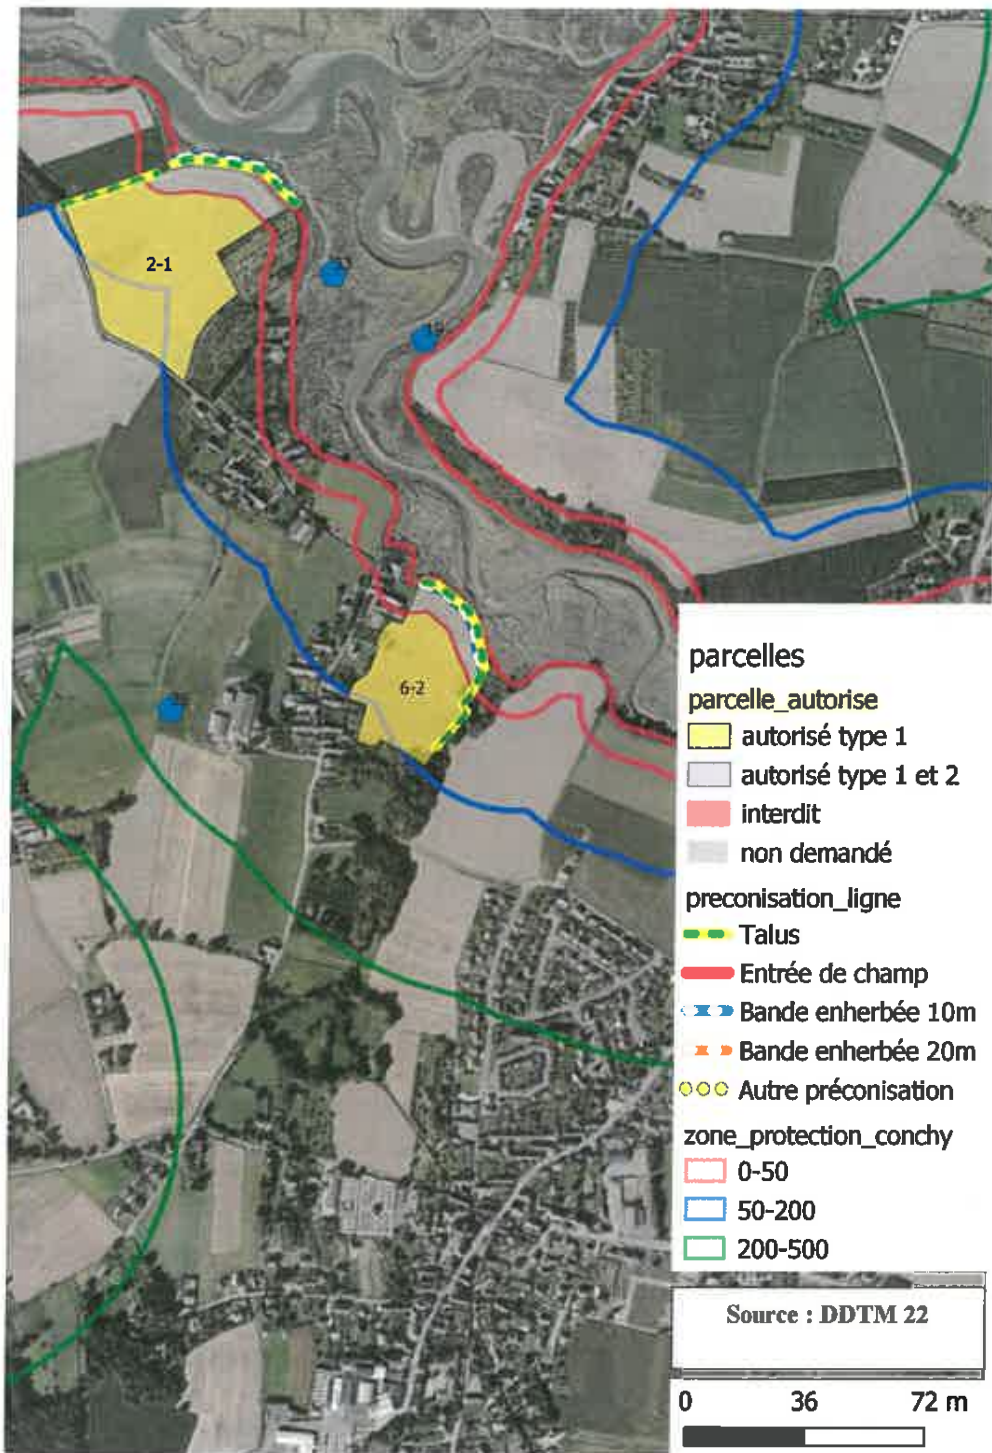 2-1
6-2
parcelles
parcelle_autorise
autorisé type 1
autorisé type 1 et 2
interdit
non demandé
preconisation_ligne
Talus
Entrée de champ
Bande enherbée 10m
Bande enherbée 20m
Autre préconisation
zone_protection_conchy
0-50
50-200
200-500
Source : DDTM 22
0 36 72 m